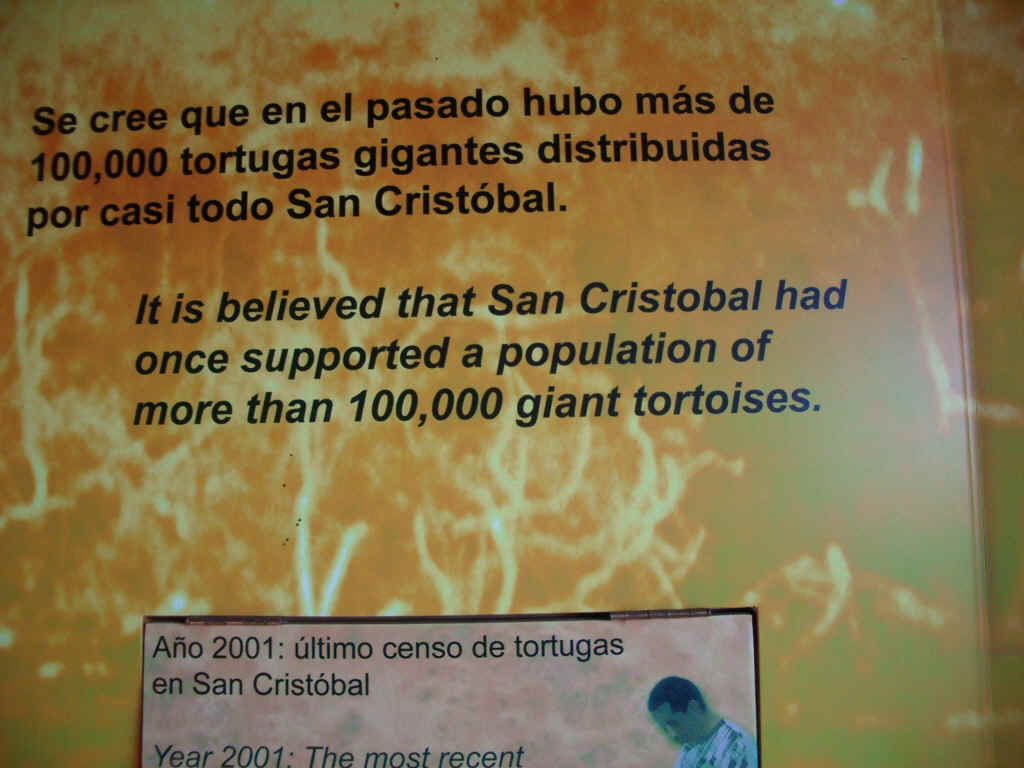 Se cree que en el pasado hubo más de
100,000 tortugas gigantes distribuidas
por casi todo San Cristóbal.
It is believed that San Cristobal had
once supported a population of
more than 100,000 giant tortoises.
Año 2001: último censo de tortugas
en San Cristóbal
Year 2001: The most recent